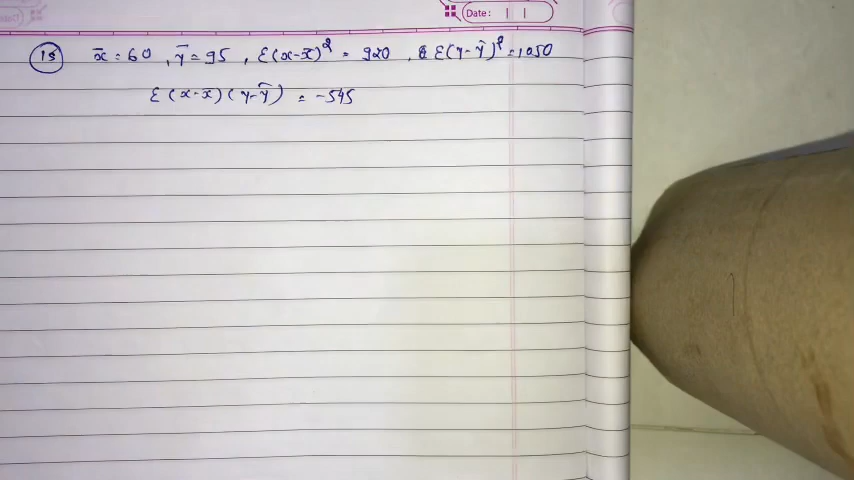 Date: | |
(15) x̄ = 60 , ȳ = 95 , Σ(x-x̄)² = 920 , & Σ(y-ȳ)² = 1050
Σ(x-x̄)(y-ȳ) = -545